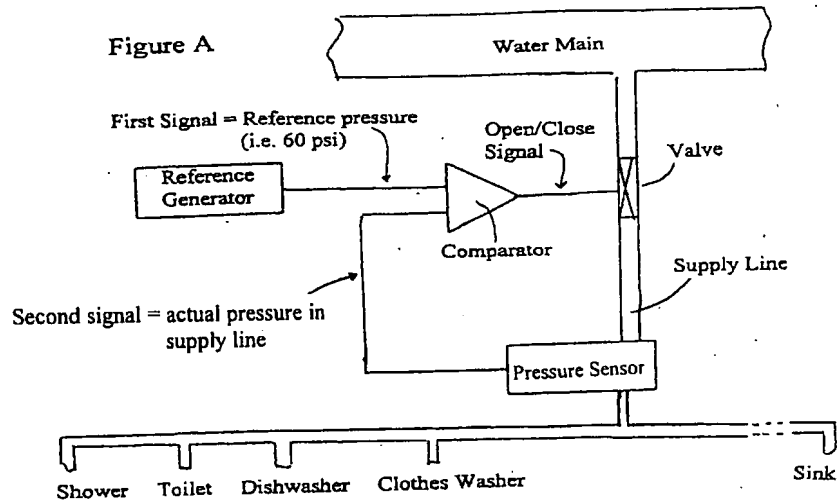 Figure A
Water Main
First Signal = Reference pressure
(i.e. 60 psi)
Open/Close
Signal
Valve
Reference
Generator
Comparator
Supply Line
Second signal = actual pressure in
supply line
Pressure Sensor
Shower
Toilet
Dishwasher
Clothes Washer
Sink